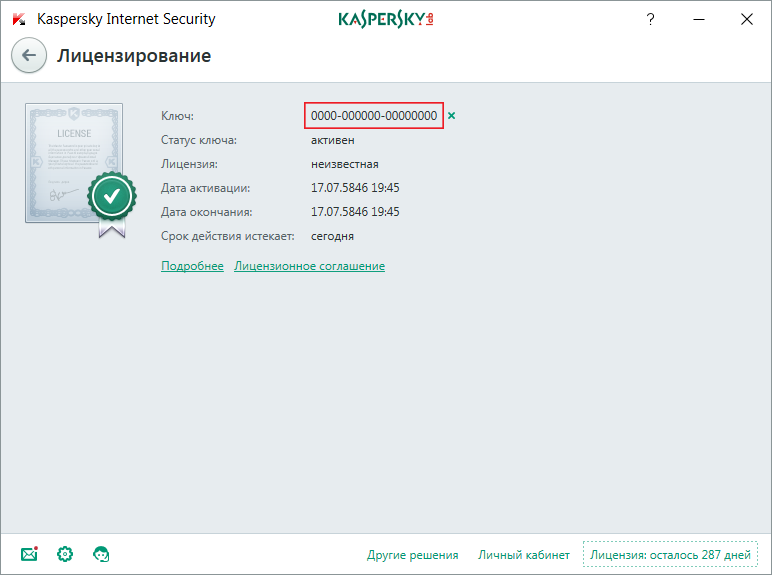 Kaspersky Internet Security
KASPERSKY lab
?
Лицензирование
LICENSE
Ключ: 0000-000000-00000000
Статус ключа: активен
Лицензия: неизвестная
Дата активации: 17.07.5846 19:45
Дата окончания: 17.07.5846 19:45
Срок действия истекает: сегодня
Подробнее Лицензионное соглашение
Другие решения Личный кабинет Лицензия: осталось 287 дней